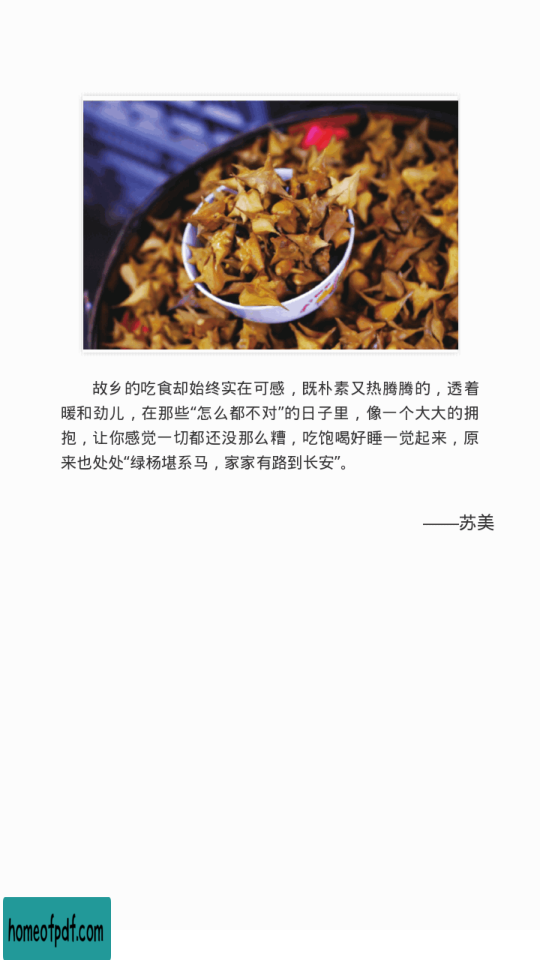 故乡的吃食却始终实在可感，既朴素又热腾腾的，透着
暖和劲儿，在那些“怎么都不对”的日子里，像一个大大的拥
抱，让你感觉一切都还没那么糟，吃饱喝好睡一觉起来，原
来也处处“绿杨堪系马，家家有路到长安”。
——苏美
homeofpdf.com